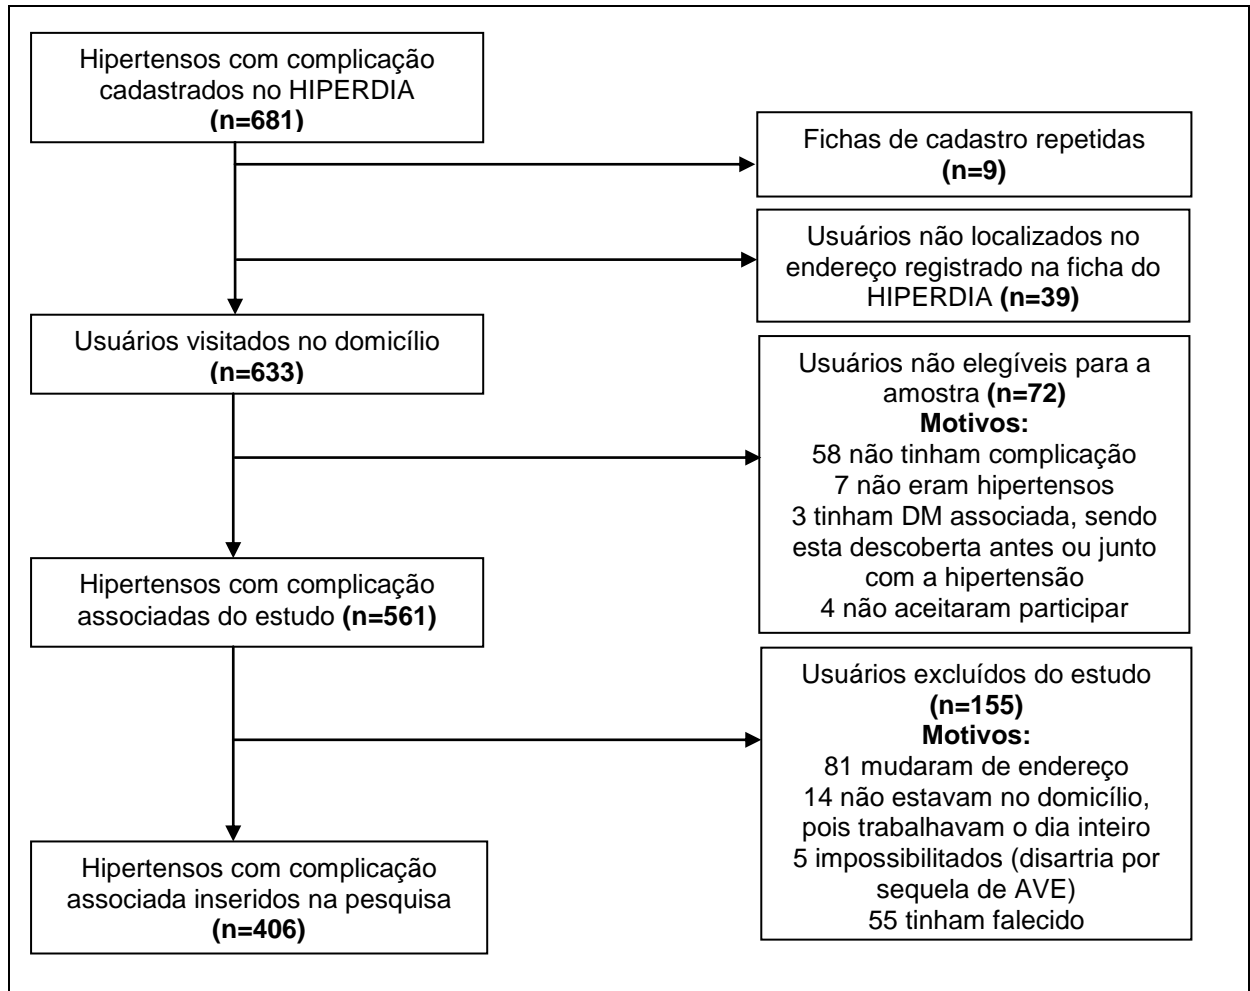 Hipertensos com complicação
cadastrados no HIPERDIA
(n=681)
Fichas de cadastro repetidas
(n=9)
Usuários não localizados no
endereço registrado na ficha do
HIPERDIA (n=39)
Usuários visitados no domicílio
(n=633)
Usuários não elegíveis para a
amostra (n=72)
Motivos:
58 não tinham complicação
7 não eram hipertensos
3 tinham DM associada, sendo
esta descoberta antes ou junto
com a hipertensão
4 não aceitaram participar
Hipertensos com complicação
associadas do estudo (n=561)
Usuários excluídos do estudo
(n=155)
Motivos:
81 mudaram de endereço
14 não estavam no domicílio,
pois trabalhavam o dia inteiro
5 impossibilitados (disartria por
sequela de AVE)
55 tinham falecido
Hipertensos com complicação
associada inseridos na pesquisa
(n=406)